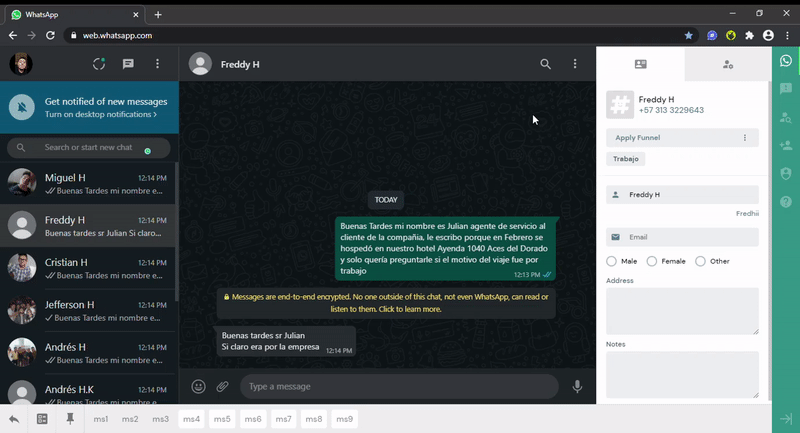 WhatsApp
web.whatsapp.com
Freddy H
Get notified of new messages
Turn on desktop notifications >
Search or start new chat
Miguel H
12:14 PM
Buenas Tardes mi nombre e...
Freddy H
12:14 PM
Buenas tardes sr Julian Si claro...
Cristian H
12:14 PM
Buenas Tardes mi nombre e...
Jefferson H
12:14 PM
Buenas Tardes mi nombre es...
Andrés H
12:14 PM
Buenas Tardes mi nombre e...
Andrés H.K
12:14 PM
Buenas Tardes mi nombre e...
TODAY
Buenas Tardes mi nombre es Julian agente de servicio al
cliente de la compañia, le escribo porque en Febrero se
hospedó en nuestro hotel Ayenda 1040 Aces del Dorado
y solo quería preguntarle si el motivo del viaje fue por
trabajo
12:13 PM
Messages are end-to-end encrypted. No one outside of this chat, not even WhatsApp, can read or
listen to them. Click to learn more.
Buenas tardes sr Julian
Si claro era por la empresa
12:14 PM
Type a message
Freddy H
+57 313 3229643
Apply Funnel
Trabajo
Freddy H
Fredhii
Email
Male
Female
Other
Address
Notes
ms1
ms2
ms3
ms4
ms5
ms6
ms7
ms8
ms9